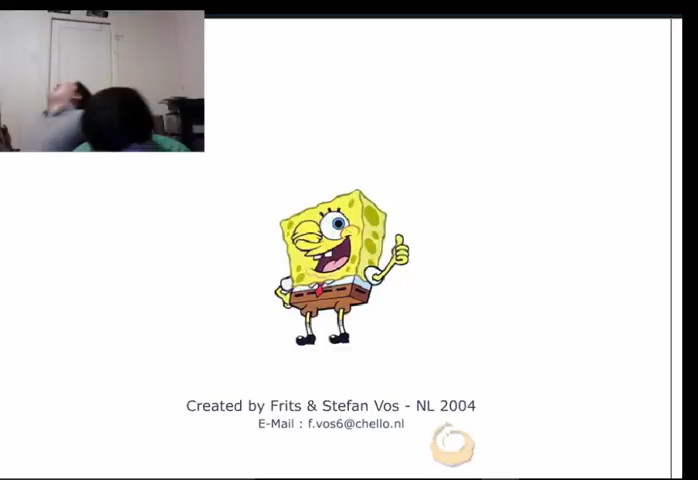 Created by Frits & Stefan Vos - NL 2004
E-Mail : f.vos6@chello.nl